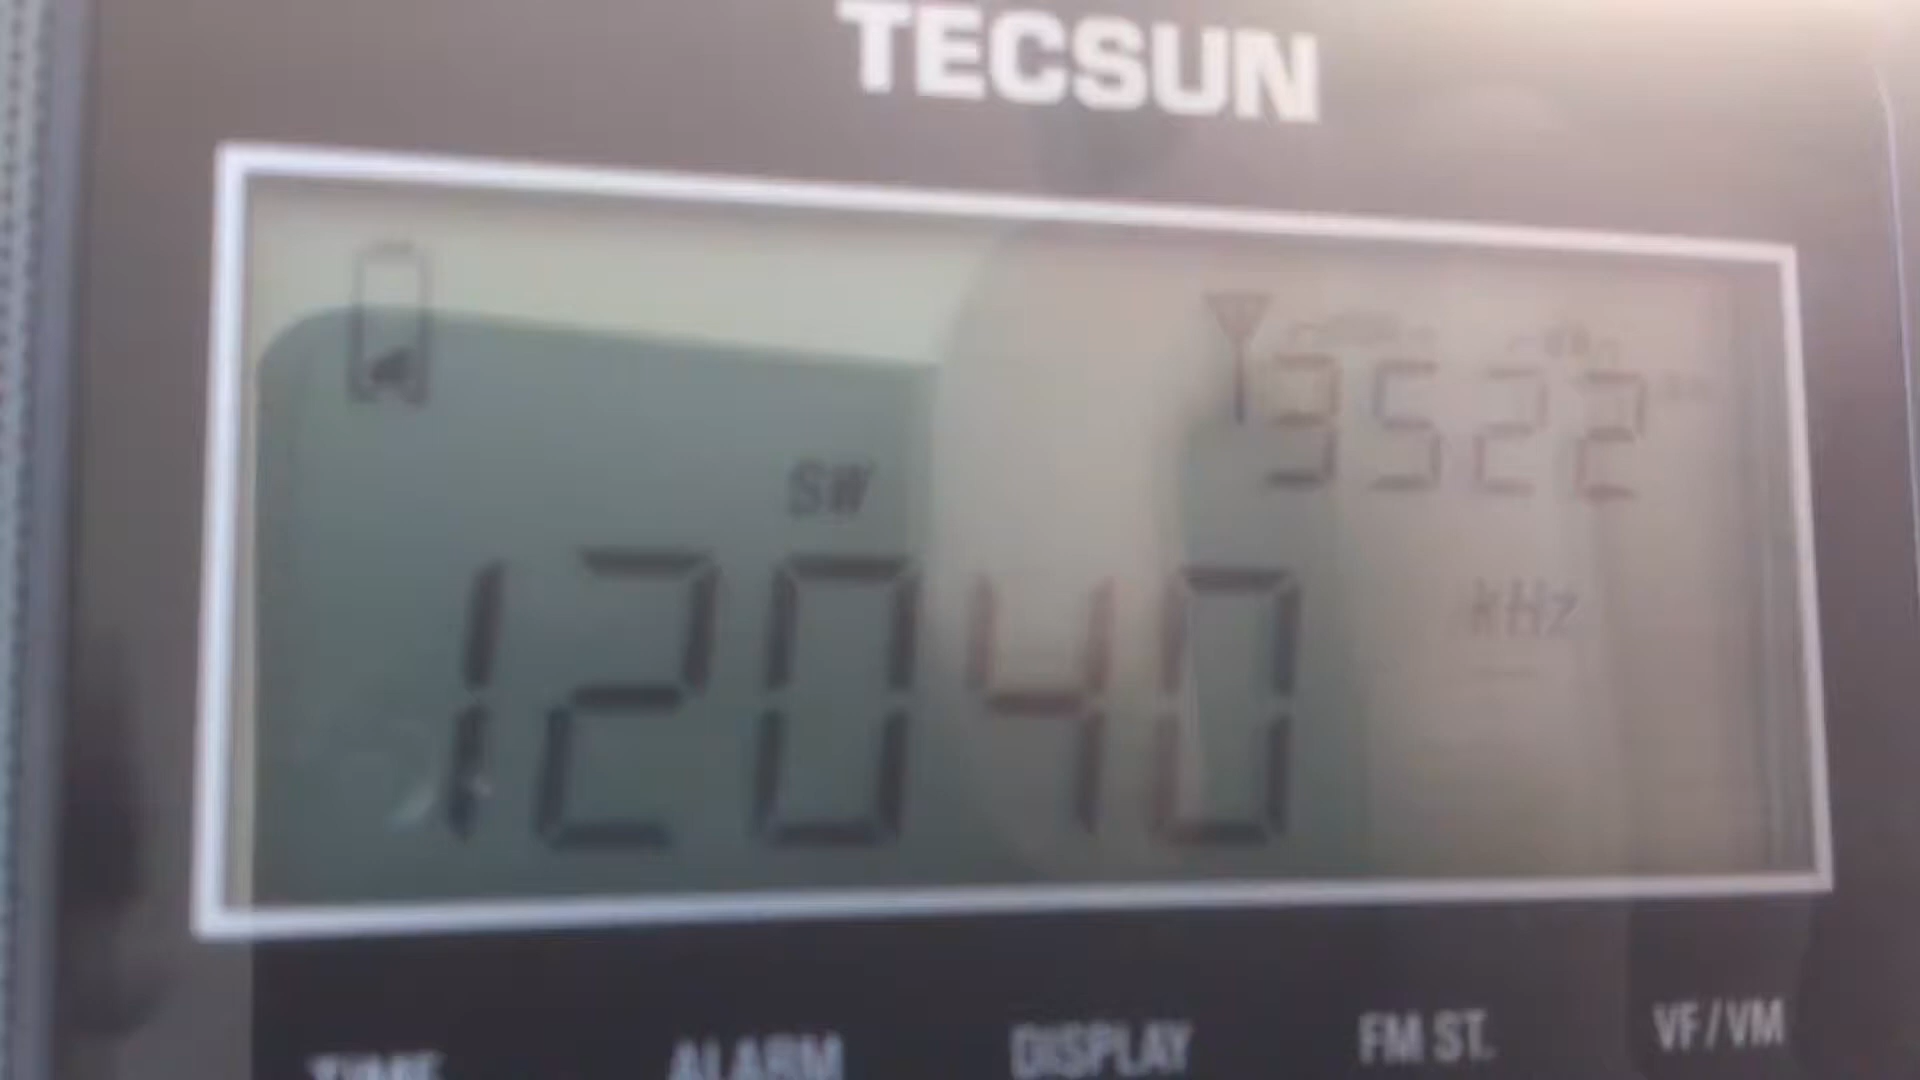 TECSUN
3522
SW
12040 kHz
TIME ALARM DISPLAY FM ST. VF/VM